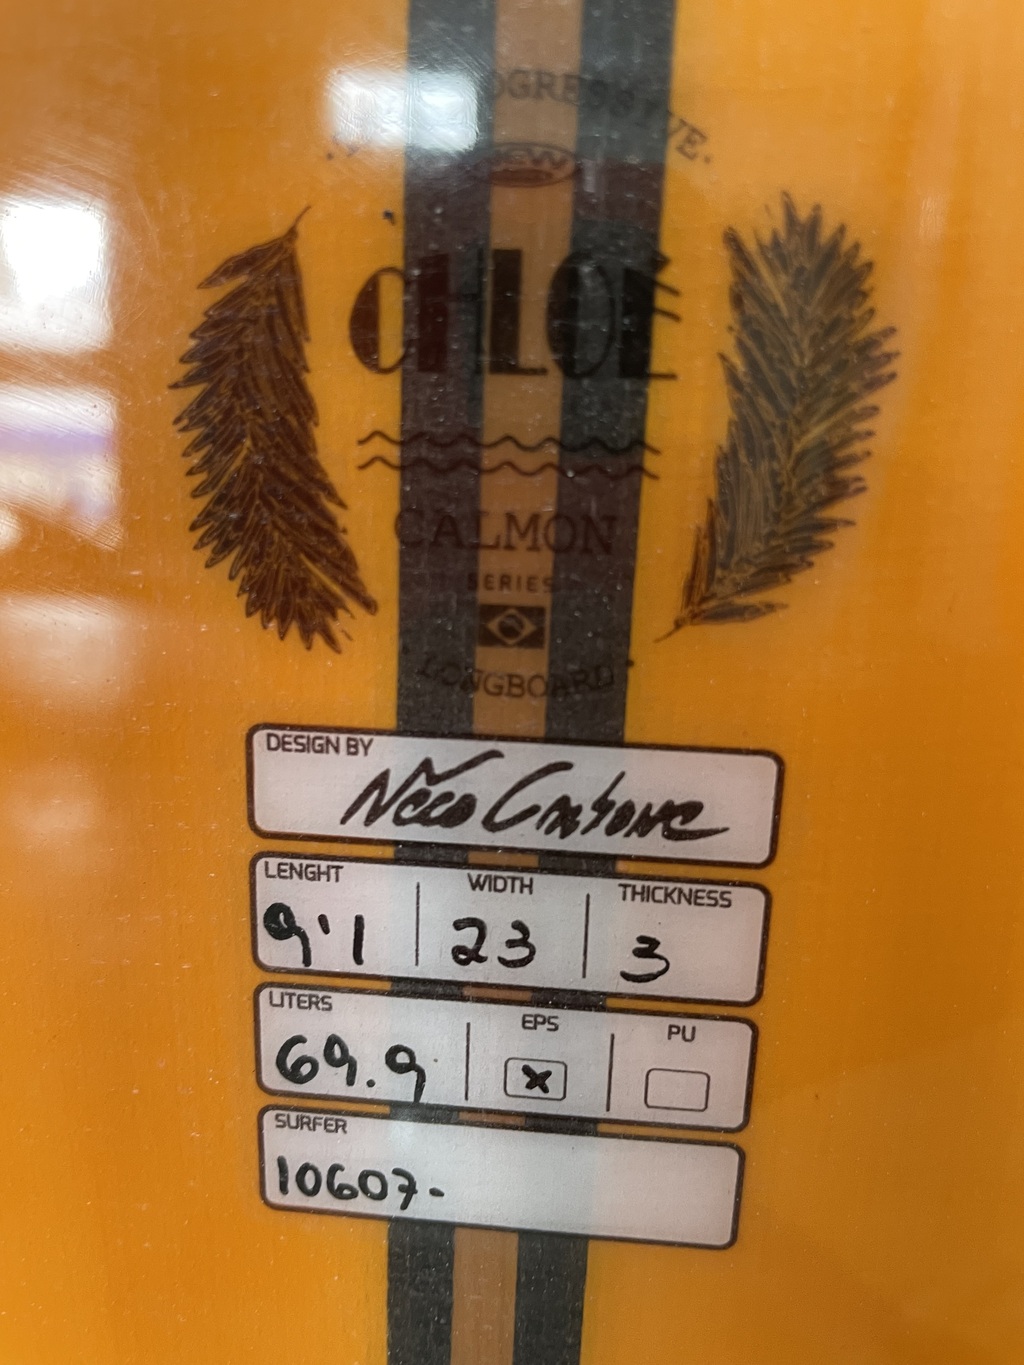 CHLOÉ
CALMON
SERIES
LONGBOARD
DESIGN BY
Neco Carbone
LENGHT WIDTH THICKNESS
9'1 23 3
LITERS EPS PU
69.9 x
SURFER
10607-